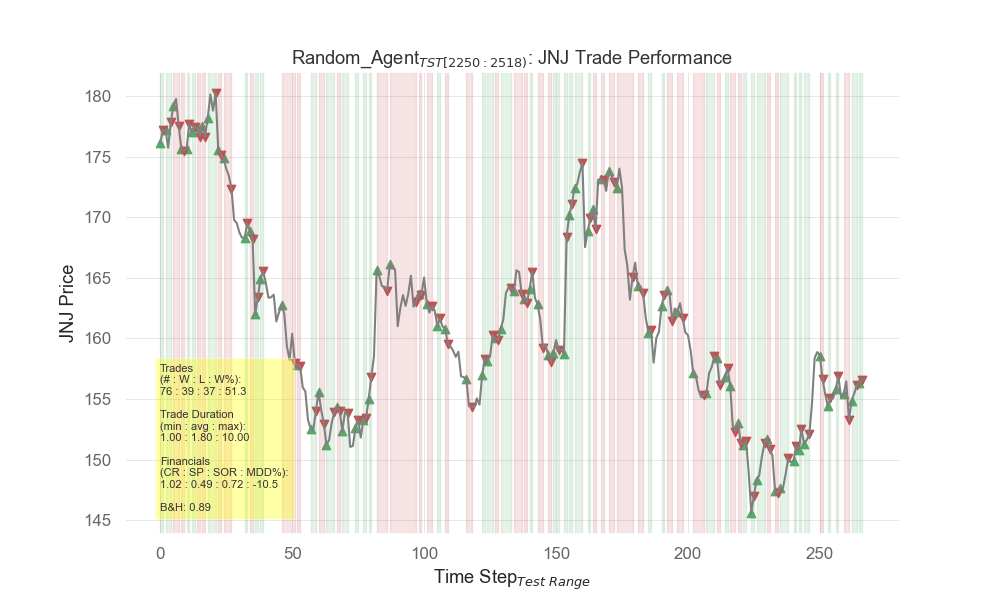 Random_Agent_TST[2250:2518): JNJ Trade Performance
180
175
170
165
160
155
150
145
JNJ Price
Trades
(# : W : L : W%):
76 : 39 : 37 : 51.3
Trade Duration
(min : avg : max):
1.00 : 1.80 : 10.00
Financials
(CR : SP : SOR : MDD%):
1.02 : 0.49 : 0.72 : -10.5
B&H: 0.89
0 50 100 150 200 250
Time Step Test Range